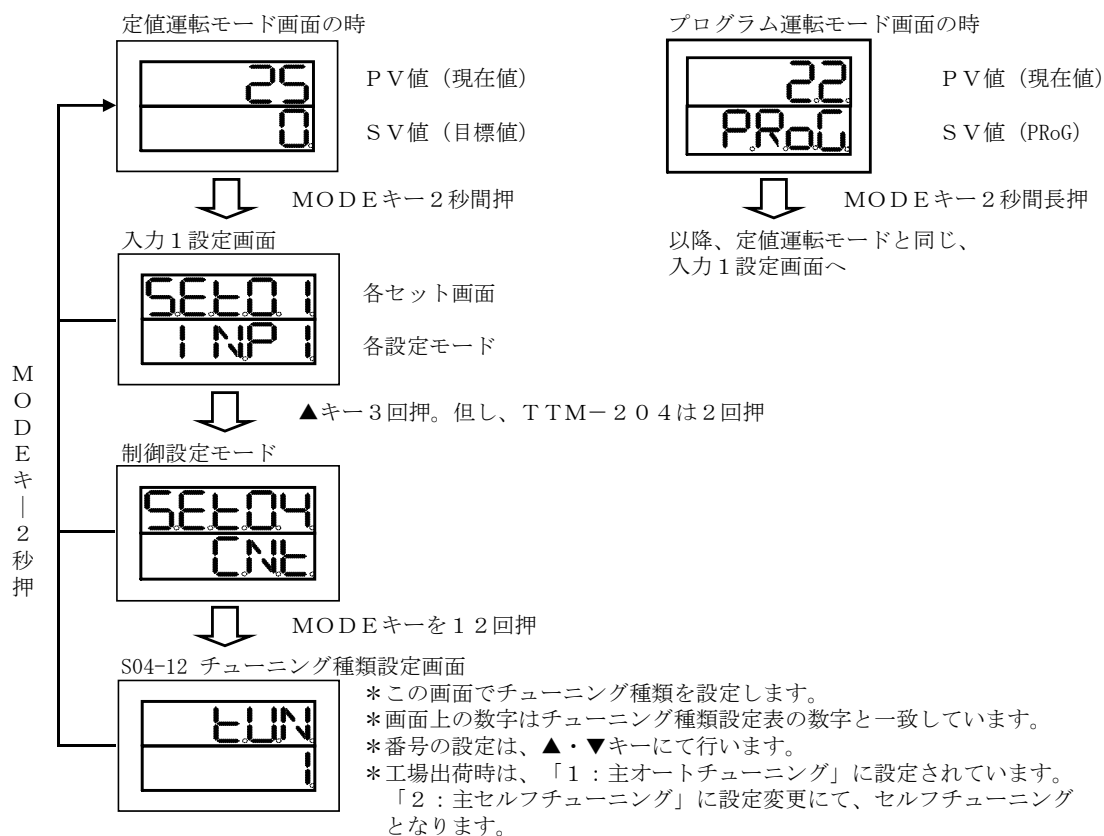 定値運転モード画面の時
25
0.
PV値（現在値）
SV値（目標値）
プログラム運転モード画面の時
22.
PRoG.
PV値（現在値）
SV値（PRoG）
MODEキー2秒間押
MODEキー2秒間長押
以降、定値運転モードと同じ、
入力1設定画面へ
入力1設定画面
SEt01
INP1
各セット画面
各設定モード
▲キー3回押。但し、TTM－204は2回押
制御設定モード
SEt04
CNt
MODEキーを12回押
MODEキー2秒押
S04-12 チューニング種類設定画面
tUN
1
＊この画面でチューニング種類を設定します。
＊画面上の数字はチューニング種類設定表の数字と一致しています。
＊番号の設定は、▲・▼キーにて行います。
＊工場出荷時は、「1：主オートチューニング」に設定されています。
「2：主セルフチューニング」に設定変更にて、セルフチューニング
となります。